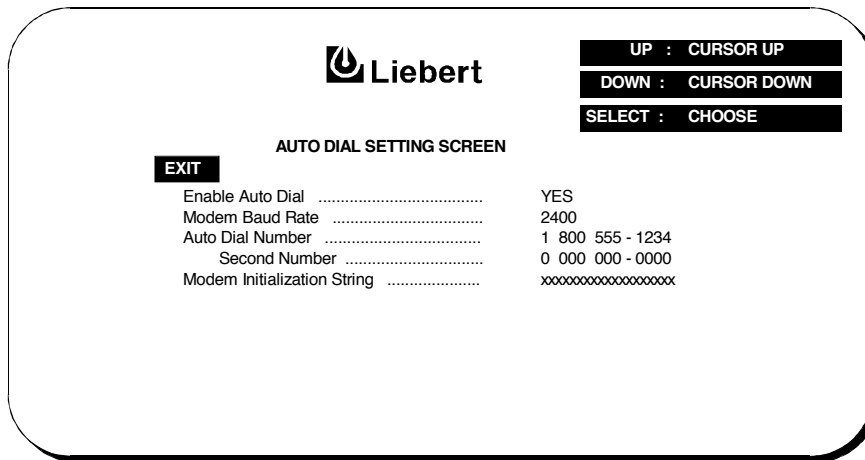 Liebert
UP : CURSOR UP
DOWN : CURSOR DOWN
SELECT : CHOOSE
AUTO DIAL SETTING SCREEN
EXIT
Enable Auto Dial .................................... YES
Modem Baud Rate ................................. 2400
Auto Dial Number .................................. 1 800 555 - 1234
Second Number .............................. 0 000 000 - 0000
Modem Initialization String ..................... xxxxxxxxxxxxxxxxxxx